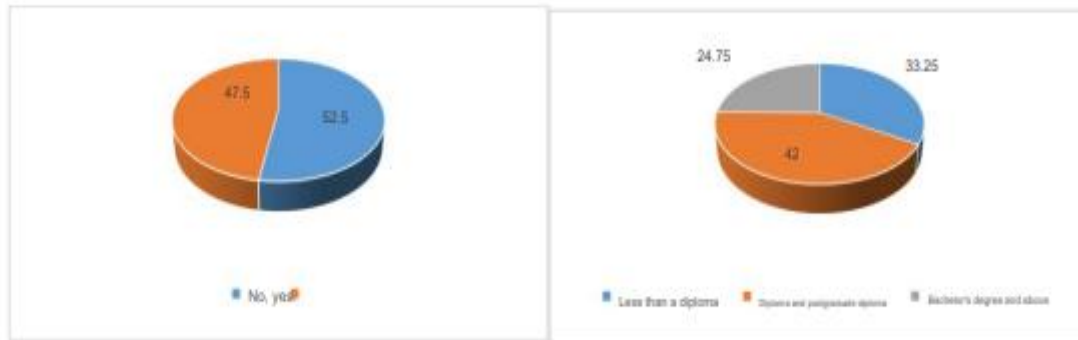 47.5
52.5
No, yes
24.75
33.25
42
Less than a diploma
Diploma and postgraduate diploma
Bachelor's degree and above